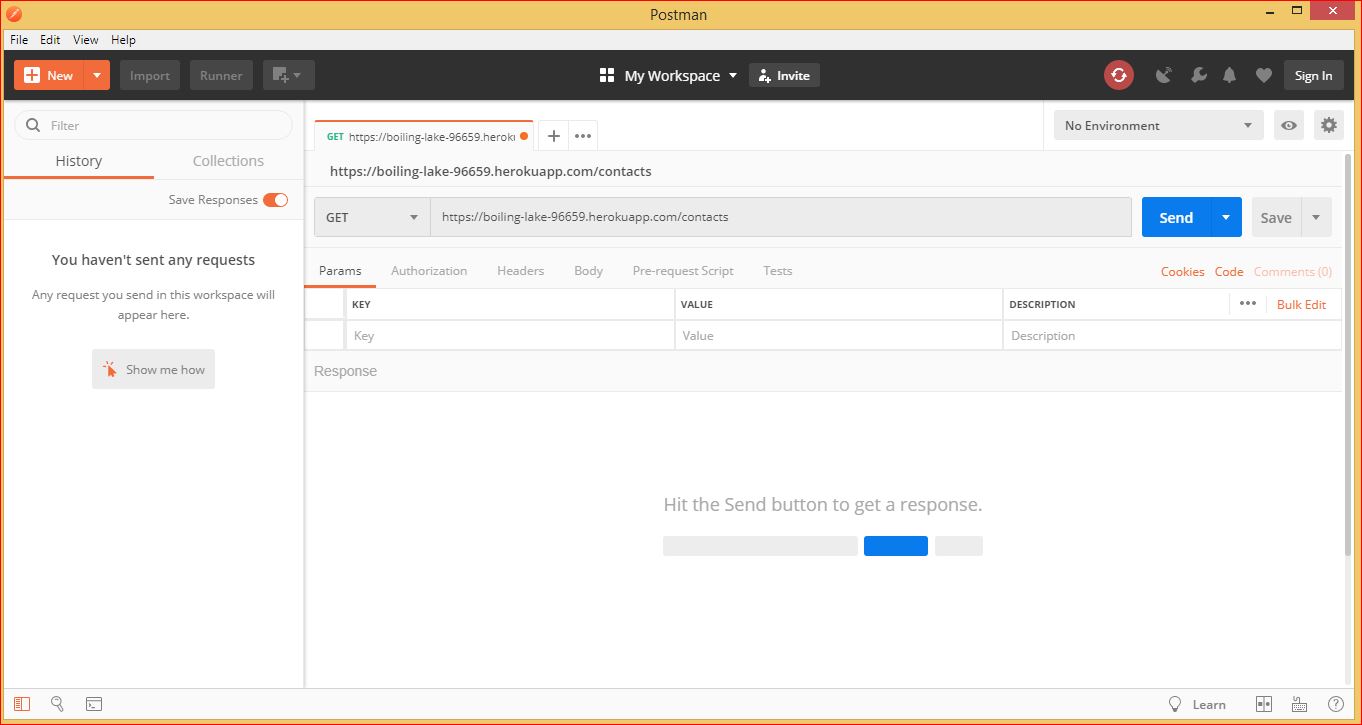 Postman
File Edit View Help
New Import Runner My Workspace Invite Sign In
Filter
History Collections
Save Responses
You haven't sent any requests
Any request you send in this workspace will
appear here.
Show me how
GET https://boiling-lake-96659.heroku
No Environment
https://boiling-lake-96659.herokuapp.com/contacts
GET https://boiling-lake-96659.herokuapp.com/contacts Send Save
Params Authorization Headers Body Pre-request Script Tests Cookies Code Comments (0)
KEY VALUE DESCRIPTION Bulk Edit
Key Value Description
Response
Hit the Send button to get a response.
Learn